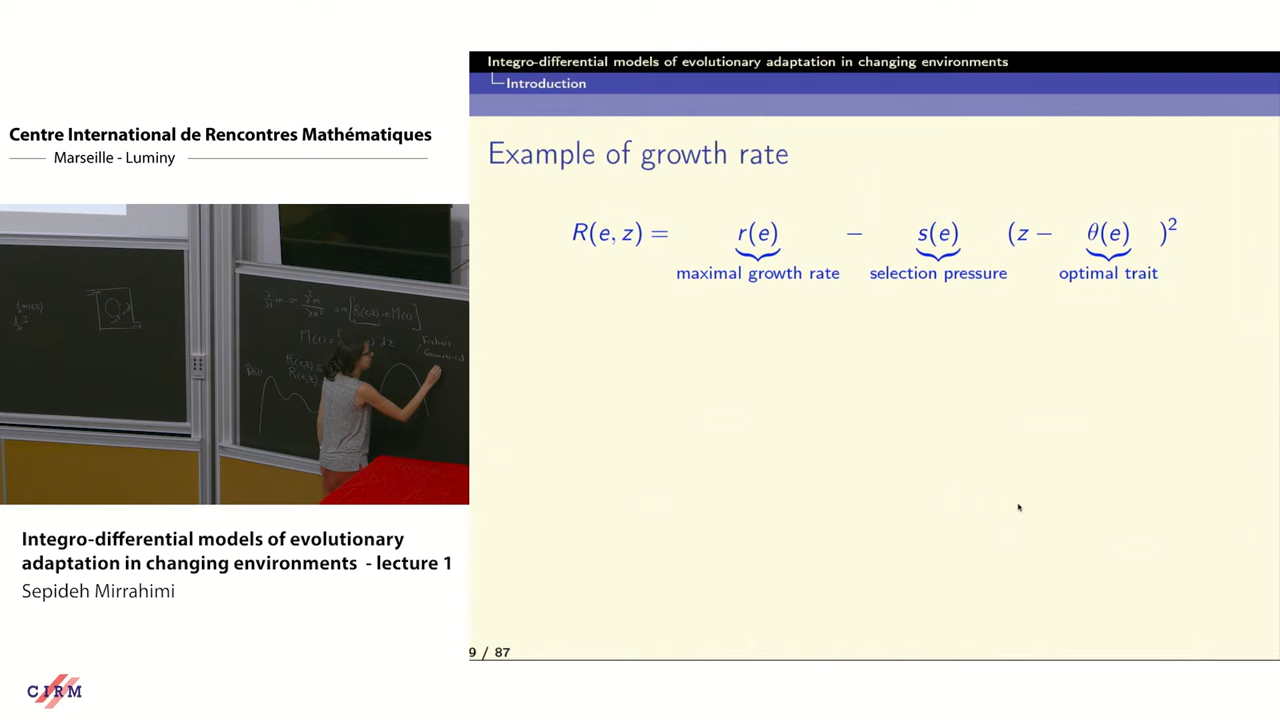 Integro-differential models of evolutionary adaptation in changing environments
Introduction
Centre International de Rencontres Mathématiques
Marseille - Luminy
Example of growth rate
R(e, z) = r(e) − s(e) (z − θ(e) )²
maximal growth rate selection pressure optimal trait
M(t) =
R(e,z)
Fisher's
Geometrical
Integro-differential models of evolutionary
adaptation in changing environments - lecture 1
Sepideh Mirrahimi
9 / 87
CIRM